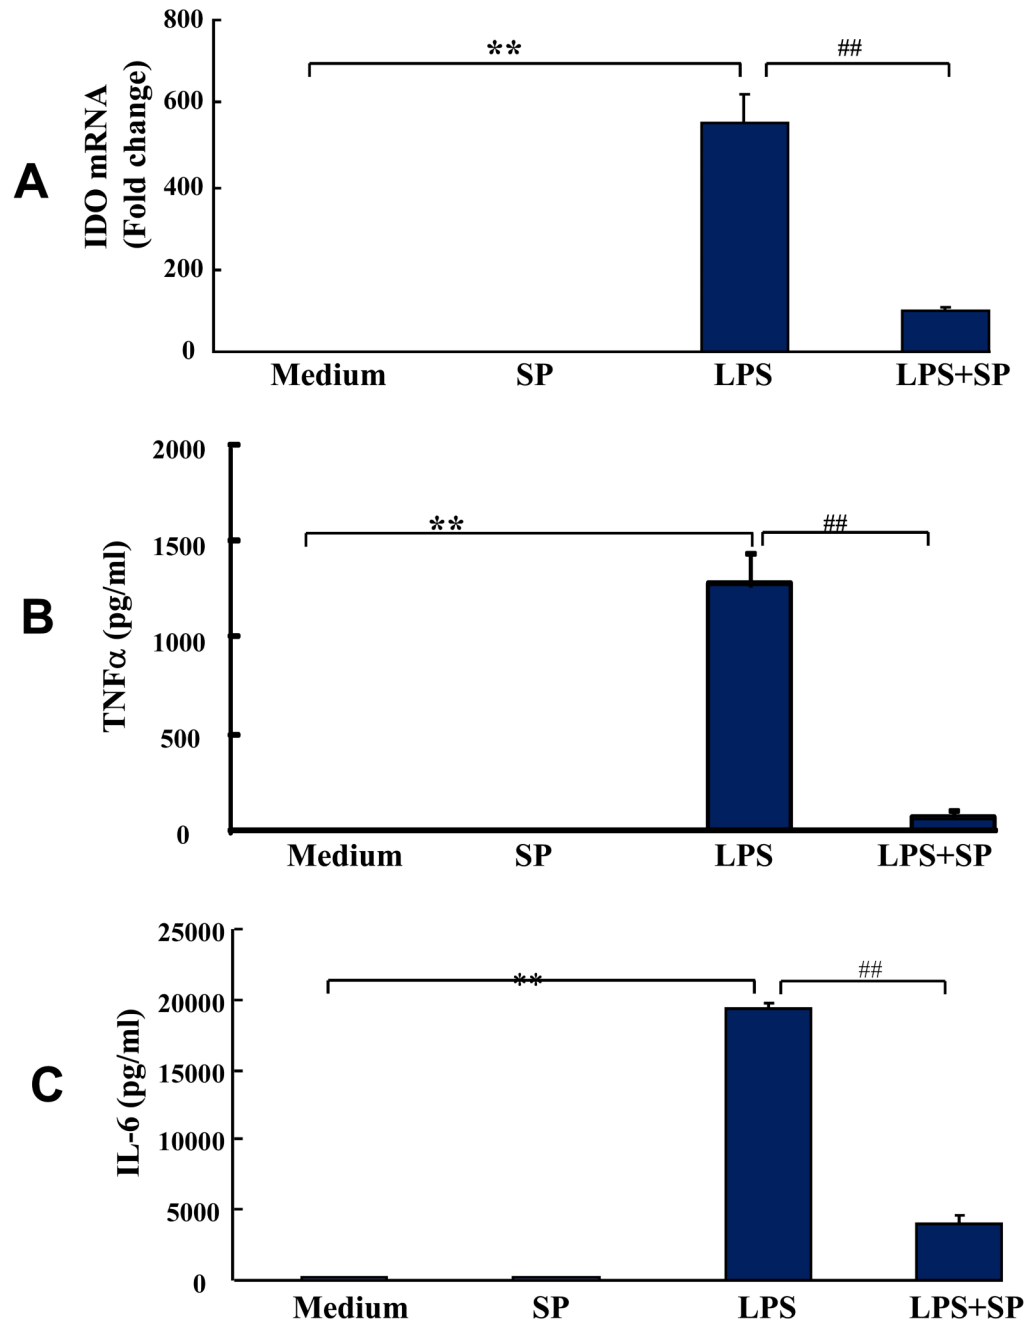 A
IDO mRNA
(Fold change)
800
600
400
200
0
**
##
Medium SP LPS LPS+SP
B
TNFα (pg/ml)
2000
1500
1000
500
0
**
##
Medium SP LPS LPS+SP
C
IL-6 (pg/ml)
25000
20000
15000
10000
5000
0
**
##
Medium SP LPS LPS+SP